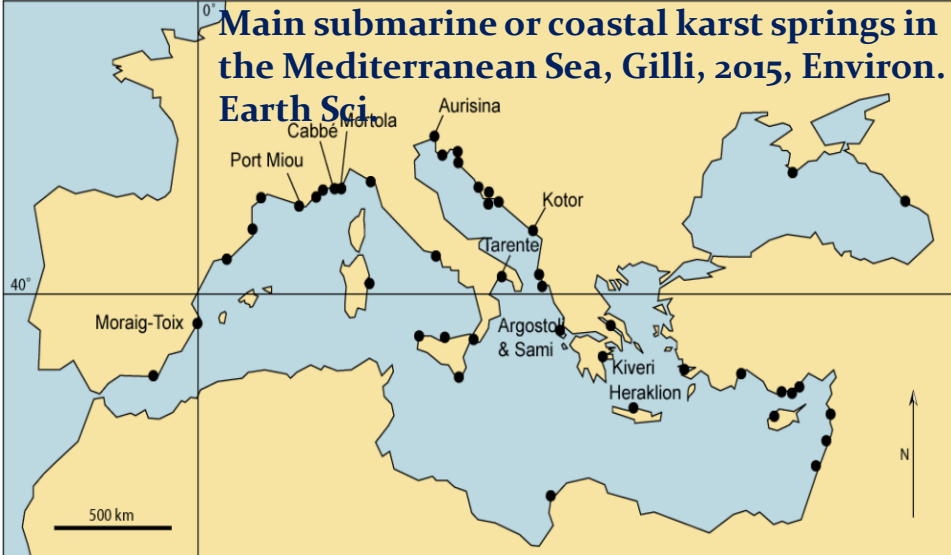 0°
Main submarine or coastal karst springs in
the Mediterranean Sea, Gilli, 2015, Environ.
Earth Sci.
Aurisina
Cabbé
Mortola
Port Miou
Kotor
Tarente
40°
Moraig-Toix
Argostoli
& Sami
Kiveri
Heraklion
N
500 km